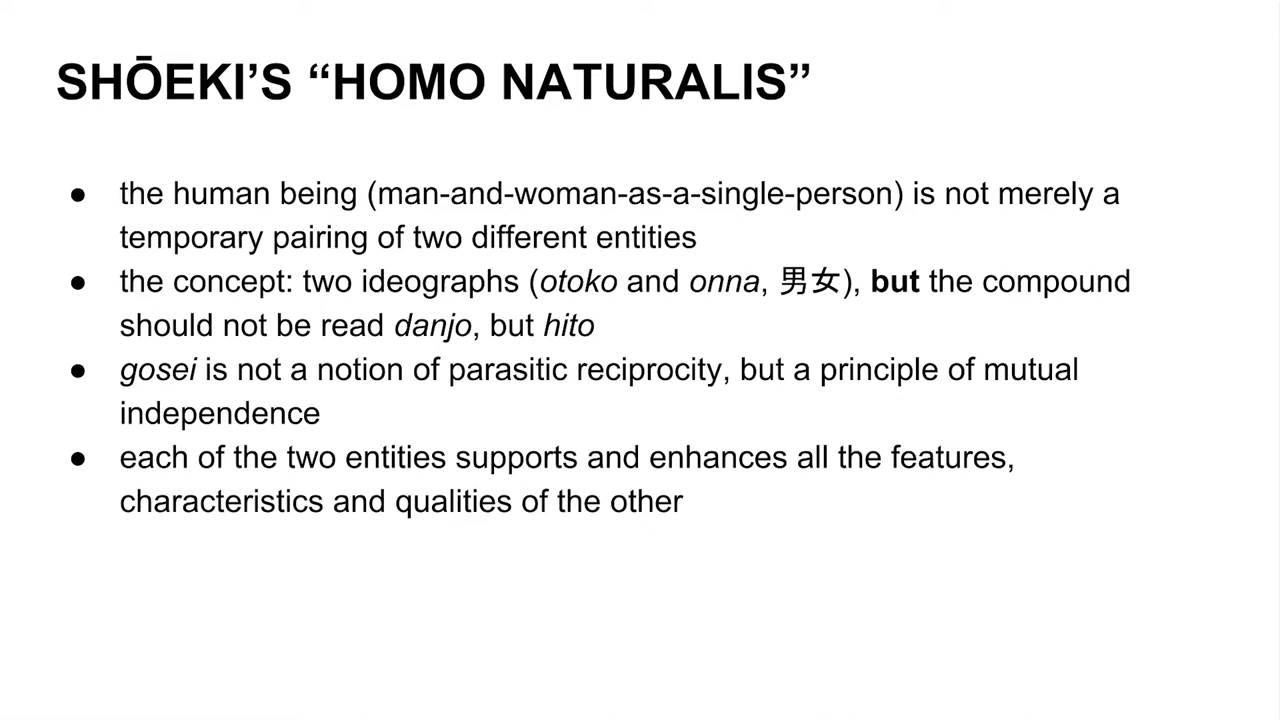 SHŌEKI’S “HOMO NATURALIS”
● the human being (man-and-woman-as-a-single-person) is not merely a
temporary pairing of two different entities
● the concept: two ideographs (otoko and onna, 男女), but the compound
should not be read danjo, but hito
● gosei is not a notion of parasitic reciprocity, but a principle of mutual
independence
● each of the two entities supports and enhances all the features,
characteristics and qualities of the other